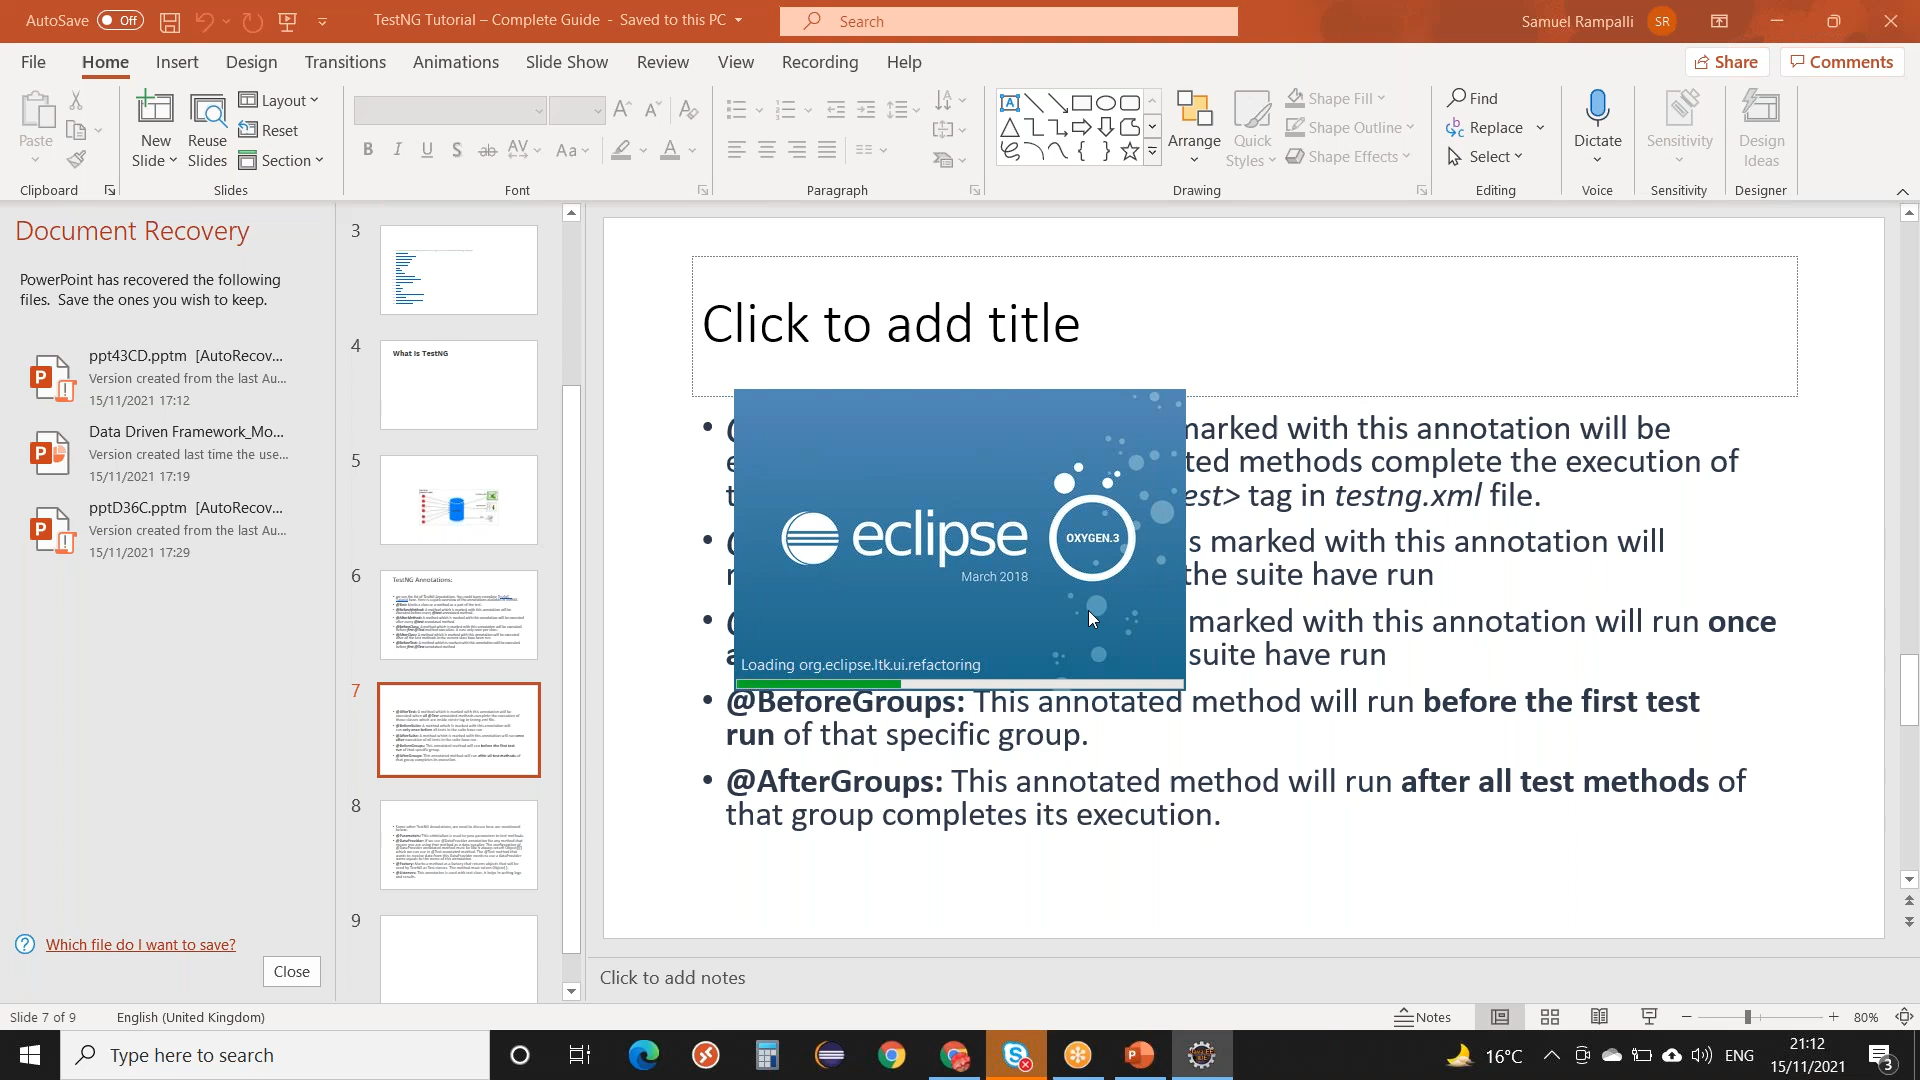 AutoSave Off
TestNG Tutorial – Complete Guide - Saved to this PC
Search
Samuel Rampalli SR
File Home Insert Design Transitions Animations Slide Show Review View Recording Help
Share Comments
Paste
New Slide
Reuse Slides
Layout
Reset
Section
Arrange
Quick Styles
Shape Fill
Shape Outline
Shape Effects
Find
Replace
Select
Dictate
Sensitivity
Design Ideas
Clipboard Slides Font Paragraph Drawing Editing Voice Sensitivity Designer
Document Recovery
PowerPoint has recovered the following
files. Save the ones you wish to keep.
ppt43CD.pptm [AutoRecov...
Version created from the last Au...
15/11/2021 17:12
Data Driven Framework_Mo...
Version created last time the use...
15/11/2021 17:19
pptD36C.pptm [AutoRecov...
Version created from the last Au...
15/11/2021 17:29
Which file do I want to save?
Close
3
4
What is TestNG
5
6
TestNG Annotations:
7
8
9
Click to add title
marked with this annotation will be
ted methods complete the execution of
est> tag in testng.xml file.
s marked with this annotation will
the suite have run
marked with this annotation will run once
suite have run
@BeforeGroups: This annotated method will run before the first test
run of that specific group.
@AfterGroups: This annotated method will run after all test methods of
that group completes its execution.
eclipse
OXYGEN.3
March 2018
Loading org.eclipse.ltk.ui.refactoring
Click to add notes
Slide 7 of 9 English (United Kingdom)
Notes
80%
Type here to search
16°C
ENG
21:12
15/11/2021
3